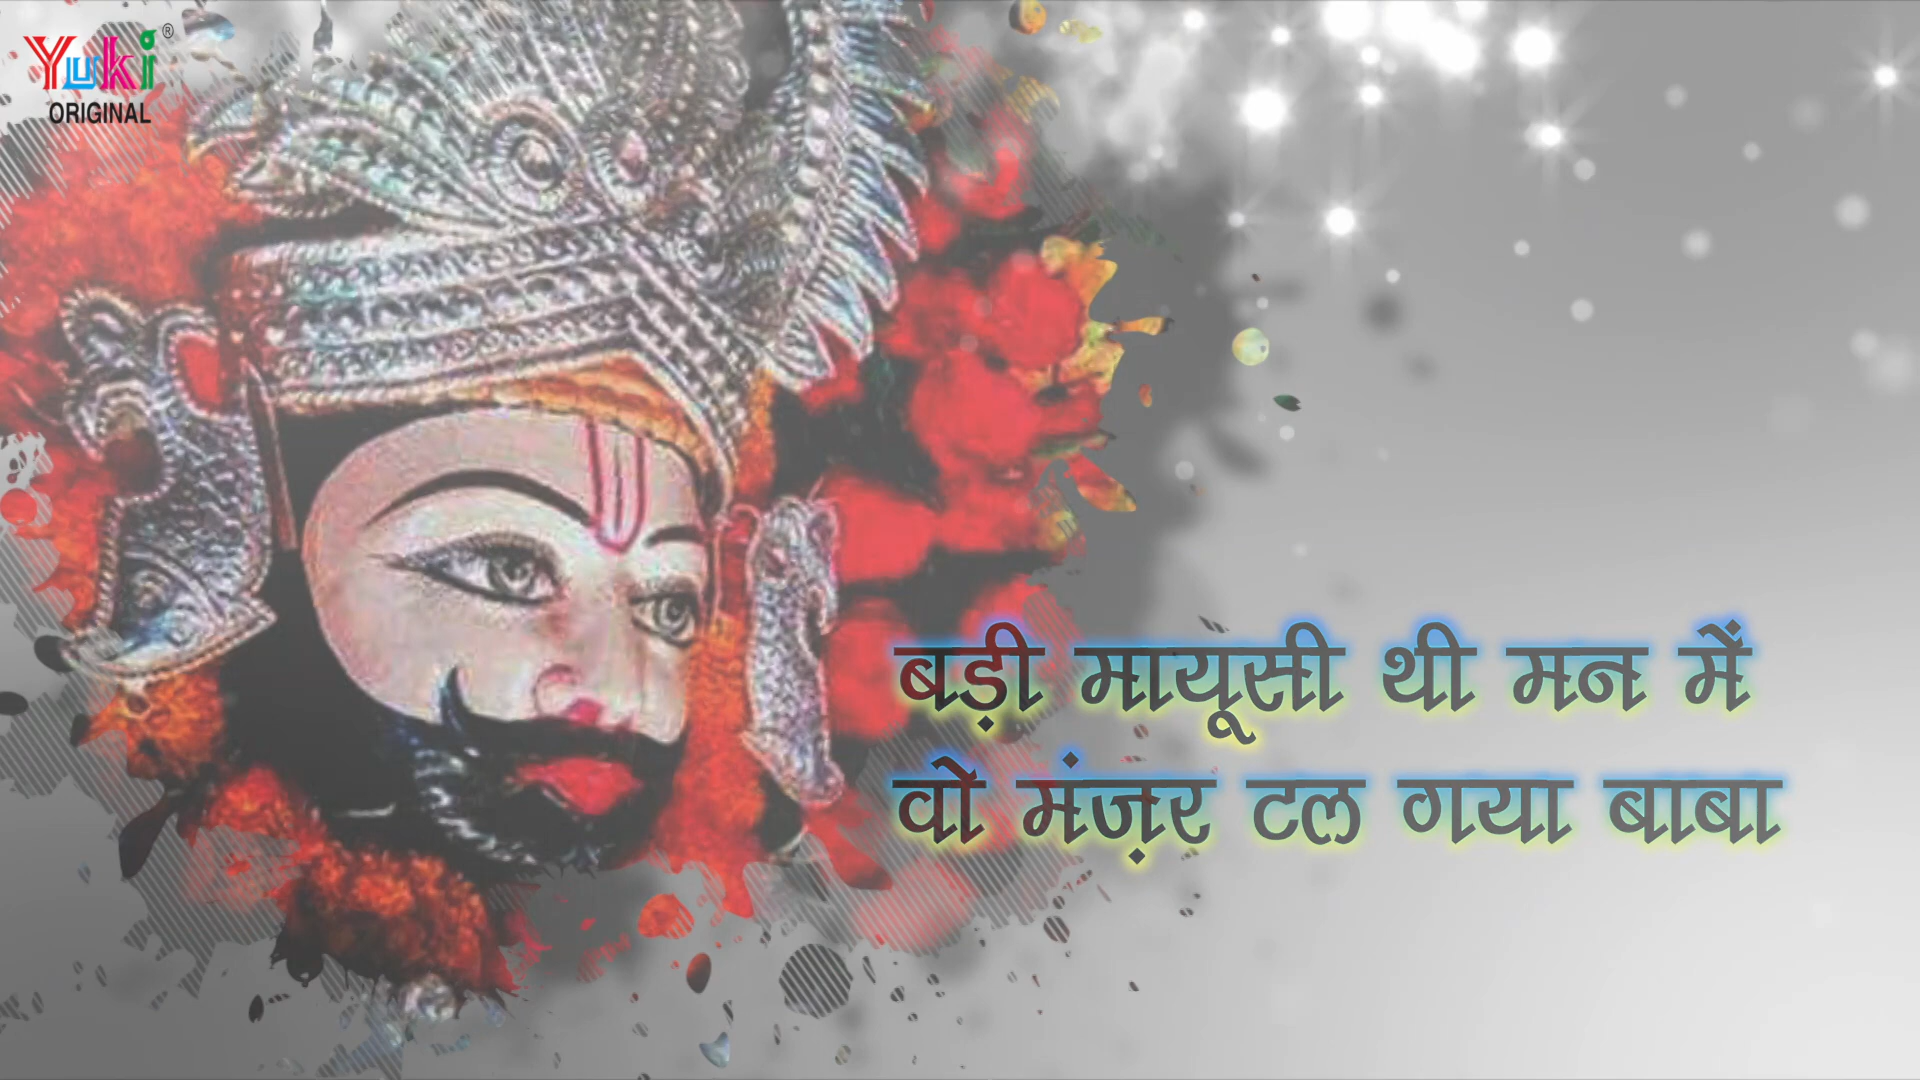 Yuki®
ORIGINAL
बड़ी मायूसी थी मन में
वो मंज़र टल गया बाबा